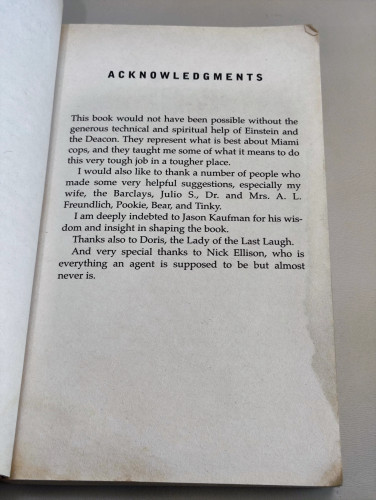 ACKNOWLEDGMENTS
This book would not have been possible without the
generous technical and spiritual help of Einstein and
the Deacon. They represent what is best about Miami
cops, and they taught me some of what it means to do
this very tough job in a tougher place.
I would also like to thank a number of people who
made some very helpful suggestions, especially my
wife, the Barclays, Julio S., Dr. and Mrs. A. L.
Freundlich, Pookie, Bear, and Tinky.
I am deeply indebted to Jason Kaufman for his wis-
dom and insight in shaping the book.
Thanks also to Doris, the Lady of the Last Laugh.
And very special thanks to Nick Ellison, who is
everything an agent is supposed to be but almost
never is.